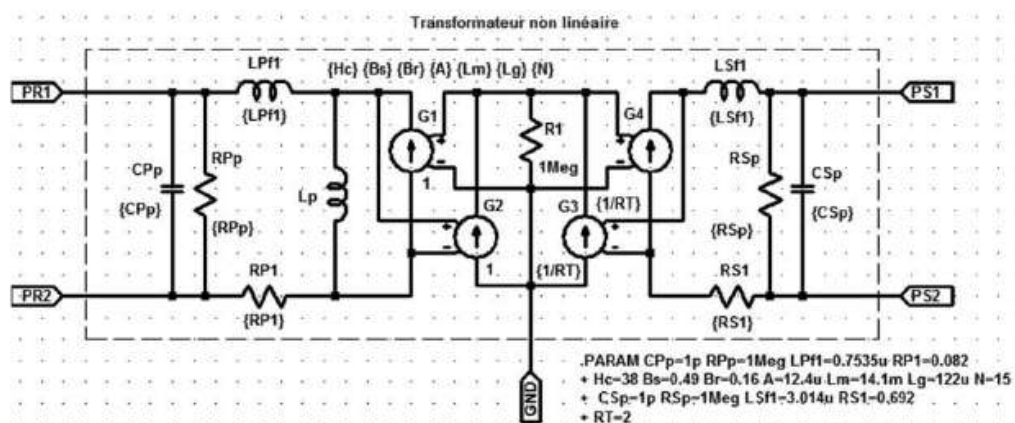 Transformateur non linéaire
LPf1
{Hc} {Bs} {Br} {A} {Lm} {Lg} {N}
LSf1
PR1
PS1
{LPf1}
G1
G4
{LSf1}
R1
CPp
RPp
RSp
CSp
1Meg
Lp
1.
{CPp}
G2
G3
{1/RT}
{CSp}
{RPp}
{RSp}
RP1
1.
{1/RT}
RS1
PR2
PS2
{RP1}
{RS1}
.PARAM CPp=1p RPp=1Meg LPf1=0.7535u RP1=0.082
+ Hc=38 Bs=0.49 Br=0.16 A=12.4u Lm=14.1m Lg=122u N=15
+ CSp=1p RSp=1Meg LSf1=3.014u RS1=0.692
+ RT=2
GND